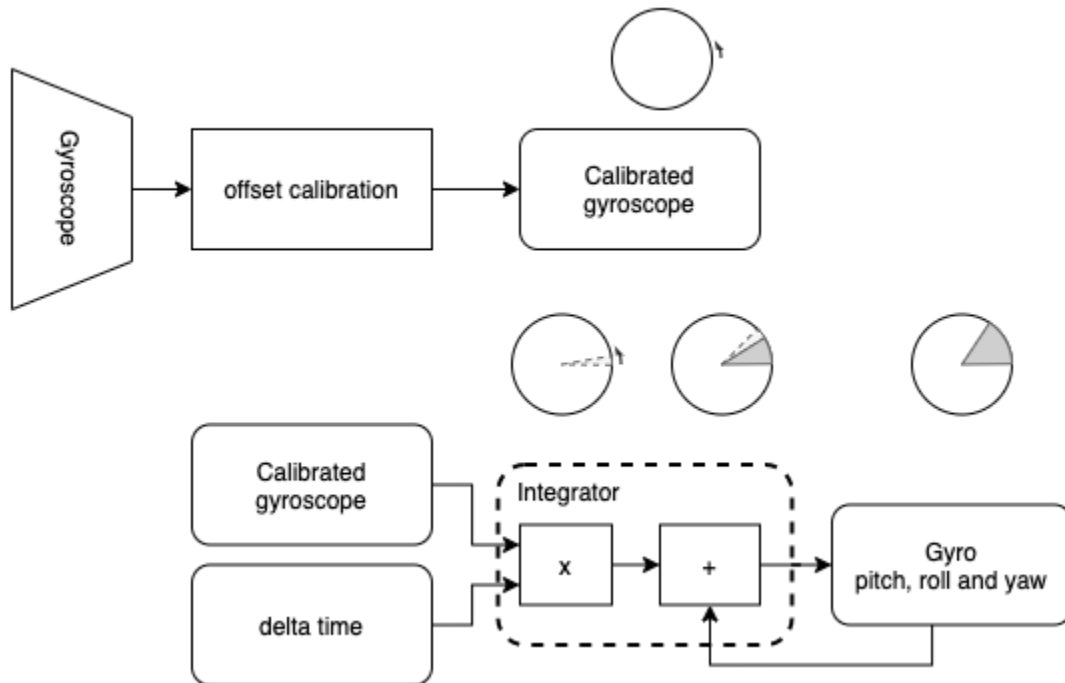 Gyroscope
offset calibration
Calibrated
gyroscope
Calibrated
gyroscope
delta time
Integrator
x
+
Gyro
pitch, roll and yaw